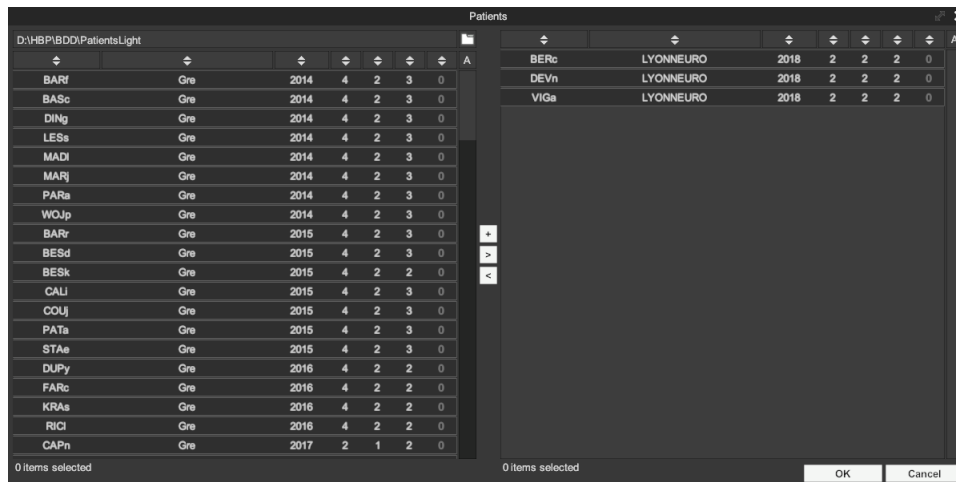 Patients
D:\HBP\BDD\PatientsLight
A
BARf Gre 2014 4 2 3 0
BASc Gre 2014 4 2 3 0
DINg Gre 2014 4 2 3 0
LESs Gre 2014 4 2 3 0
MADl Gre 2014 4 2 3 0
MARj Gre 2014 4 2 3 0
PARa Gre 2014 4 2 3 0
WOJp Gre 2014 4 2 3 0
BARr Gre 2015 4 2 3 0
BESd Gre 2015 4 2 3 0
BESk Gre 2015 4 2 2 0
CALi Gre 2015 4 2 3 0
COUj Gre 2015 4 2 3 0
PATa Gre 2015 4 2 3 0
STAe Gre 2015 4 2 3 0
DUPy Gre 2016 4 2 2 0
FARc Gre 2016 4 2 2 0
KRAs Gre 2016 4 2 2 0
RICl Gre 2016 4 2 2 0
CAPn Gre 2017 2 1 2 0
0 items selected
+
>
<
A
BERc LYONNEURO 2018 2 2 2 0
DEVn LYONNEURO 2018 2 2 2 0
VIGa LYONNEURO 2018 2 2 2 0
0 items selected
OK Cancel